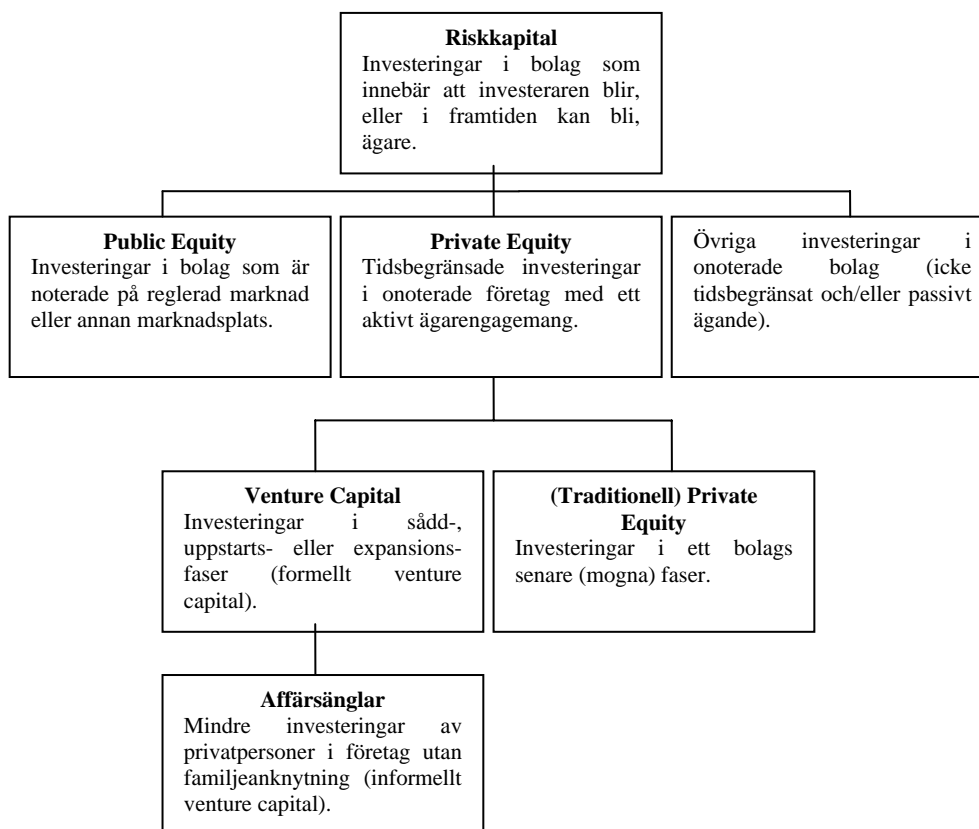 Riskkapital
Investeringar i bolag som
innebär att investeraren blir,
eller i framtiden kan bli,
ägare.
Public Equity
Investeringar i bolag som är
noterade på reglerad marknad
eller annan marknadsplats.
Private Equity
Tidsbegränsade investeringar
i onoterade företag med ett
aktivt ägarengagemang.
Övriga investeringar i
onoterade bolag (icke
tidsbegränsat och/eller passivt
ägande).
Venture Capital
Investeringar i sådd-,
uppstarts- eller expansions-
faser (formellt venture
capital).
(Traditionell) Private
Equity
Investeringar i ett bolags
senare (mogna) faser.
Affärsänglar
Mindre investeringar av
privatpersoner i företag utan
familjeanknytning (informellt
venture capital).